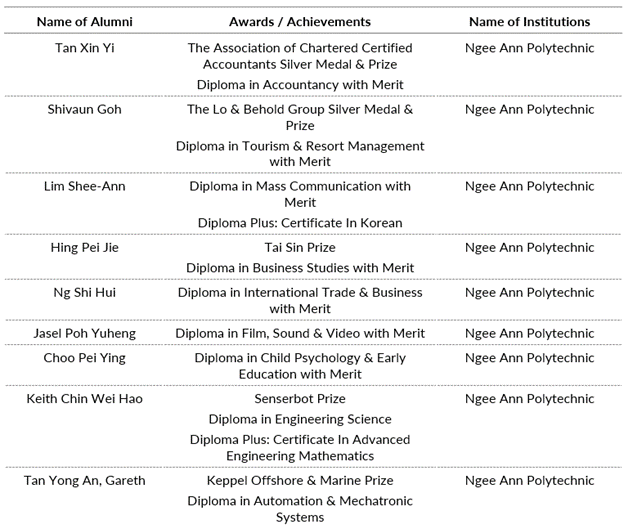 Name of Alumni Awards / Achievements Name of Institutions
Tan Xin Yi The Association of Chartered Certified Ngee Ann Polytechnic
Accountants Silver Medal & Prize
Diploma in Accountancy with Merit
Shivaun Goh The Lo & Behold Group Silver Medal & Ngee Ann Polytechnic
Prize
Diploma in Tourism & Resort Management
with Merit
Lim Shee-Ann Diploma in Mass Communication with Ngee Ann Polytechnic
Merit
Diploma Plus: Certificate In Korean
Hing Pei Jie Tai Sin Prize Ngee Ann Polytechnic
Diploma in Business Studies with Merit
Ng Shi Hui Diploma in International Trade & Business Ngee Ann Polytechnic
with Merit
Jasel Poh Yuheng Diploma in Film, Sound & Video with Merit Ngee Ann Polytechnic
Choo Pei Ying Diploma in Child Psychology & Early Ngee Ann Polytechnic
Education with Merit
Keith Chin Wei Hao Senserbot Prize Ngee Ann Polytechnic
Diploma in Engineering Science
Diploma Plus: Certificate In Advanced
Engineering Mathematics
Tan Yong An, Gareth Keppel Offshore & Marine Prize Ngee Ann Polytechnic
Diploma in Automation & Mechatronic
Systems